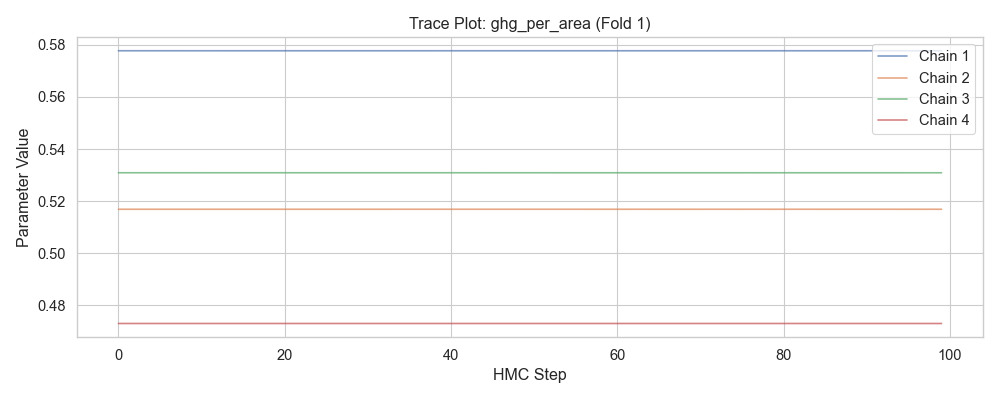 Trace Plot: ghg_per_area (Fold 1)
0.58
0.56
0.54
0.52
0.50
0.48
Parameter Value
Chain 1
Chain 2
Chain 3
Chain 4
0 20 40 60 80 100
HMC Step